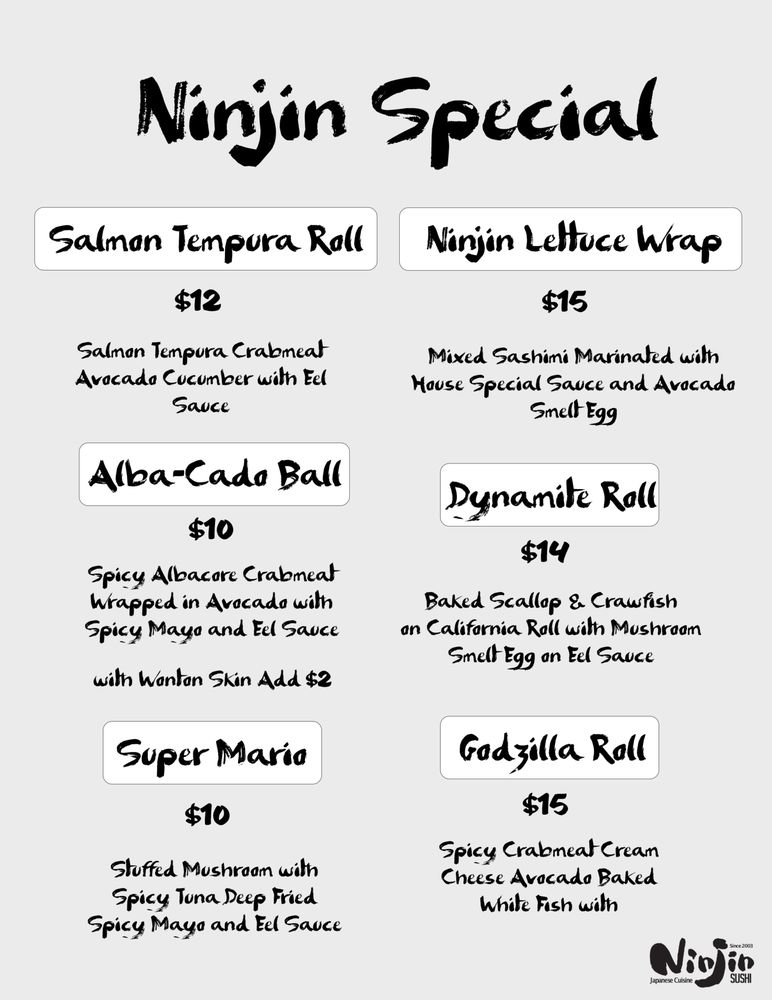 Ninjin Special
Salmon Tempura Roll
$12
Salmon Tempura Crabmeat
Avocado Cucumber with Eel
Sauce
Ninjin Lettuce Wrap
$15
Mixed Sashimi Marinated with
House Special Sauce and Avocado
Smelt Egg
Alba-Cado Ball
$10
Spicy Albacore Crabmeat
Wrapped in Avocado with
Spicy Mayo and Eel Sauce
with Wonton Skin Add $2
Dynamite Roll
$14
Baked Scallop & Crawfish
on California Roll with Mushroom
Smelt Egg on Eel Sauce
Super Mario
$10
Stuffed Mushroom with
Spicy Tuna Deep Fried
Spicy Mayo and Eel Sauce
Godzilla Roll
$15
Spicy Crabmeat Cream
Cheese Avocado Baked
White Fish with
Since 2003
Ninjin
Japanese Cuisine SUSHI